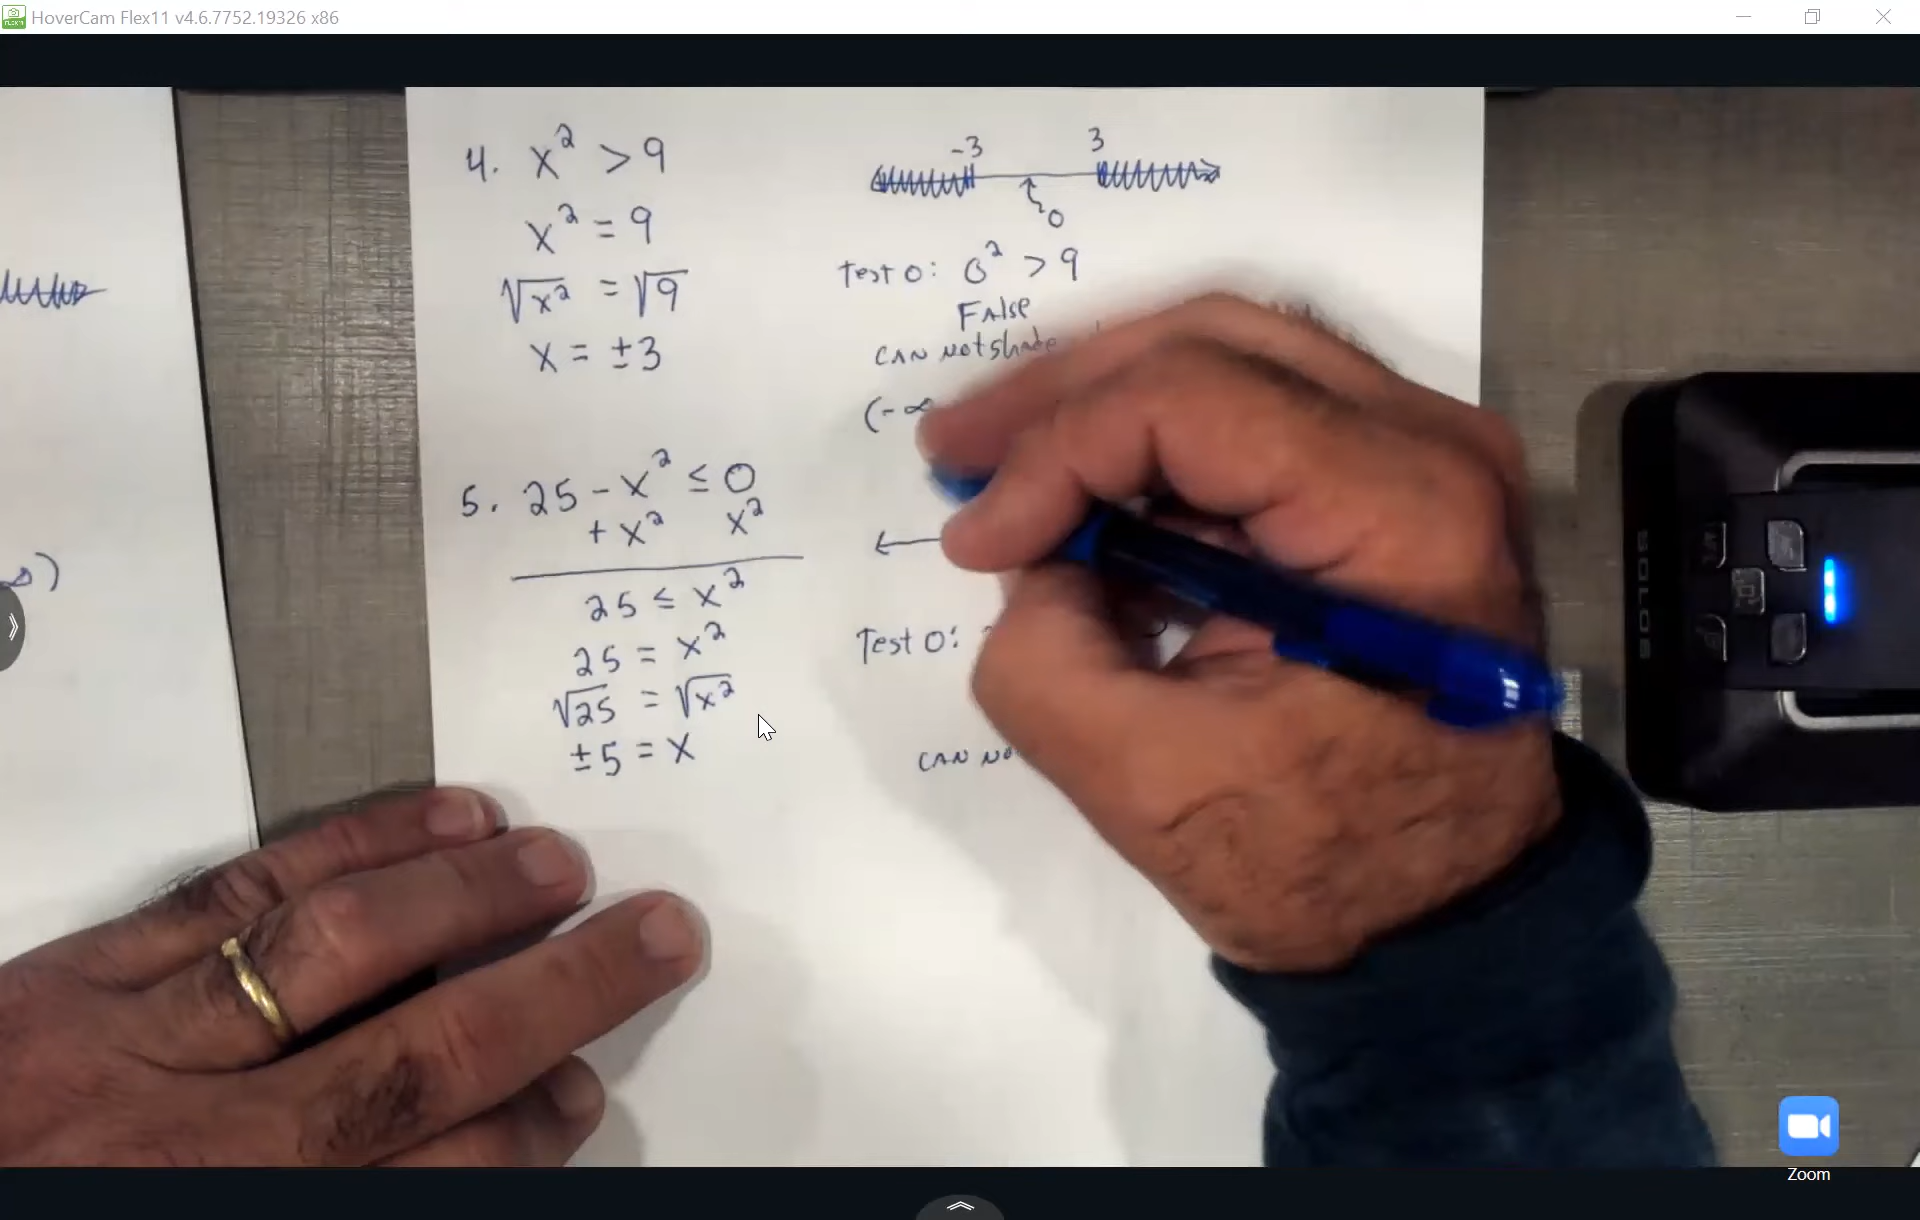 HoverCam Flex11 v4.6.7752.19326 x86
4. x² > 9
x² = 9
√x² = √9
x = ±3
-3 3
0
Test 0: 0² > 9
False
CAN Not shade
(-∞
5. 25 - x² ≤ 0
+ x² x²
25 ≤ x²
25 = x²
√25 = √x²
±5 = x
Test 0:
CAN
∞)
SOLO8
Zoom